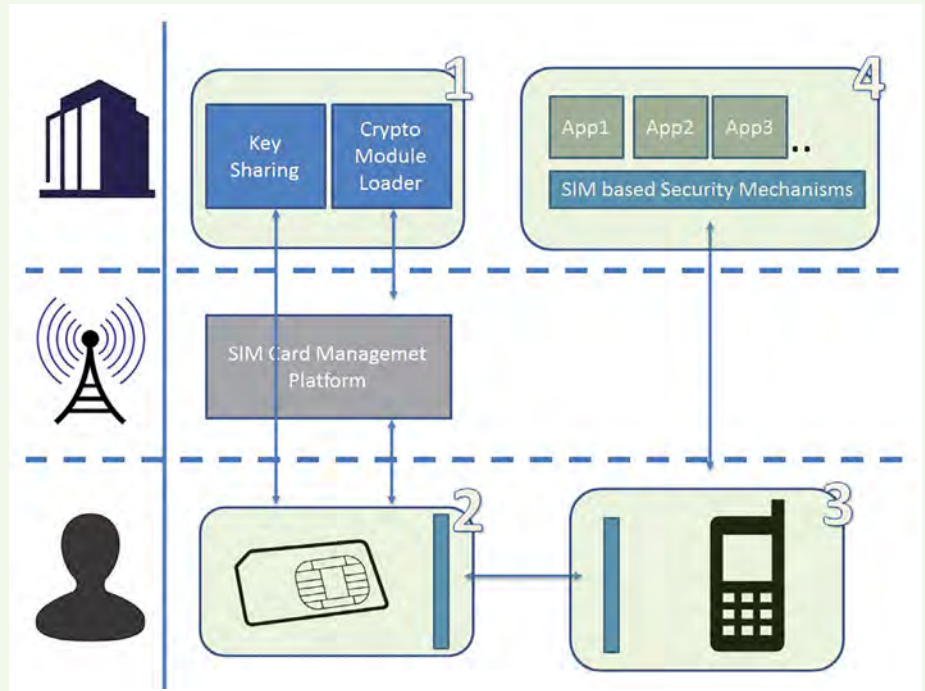 1
Key
Sharing
Crypto
Module
Loader
4
App1
App2
App3
..
SIM based Security Mechanisms
SIM Card Managemet
Platform
2
3